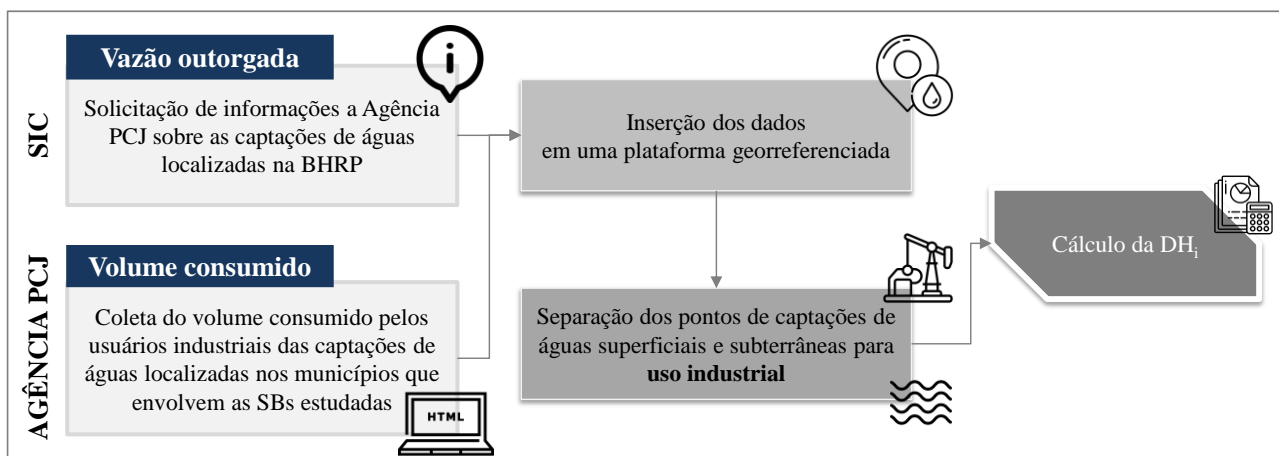 SIC
Vazão outorgada
Solicitação de informações a Agência
PCJ sobre as captações de águas
localizadas na BHRP
i
Inserção dos dados
em uma plataforma georreferenciada
AGÊNCIA PCJ
Volume consumido
Coleta do volume consumido pelos
usuários industriais das captações de
águas localizadas nos municípios que
envolvem as SBs estudadas
HTML
Separação dos pontos de captações de
águas superficiais e subterrâneas para
uso industrial
Cálculo da DHi